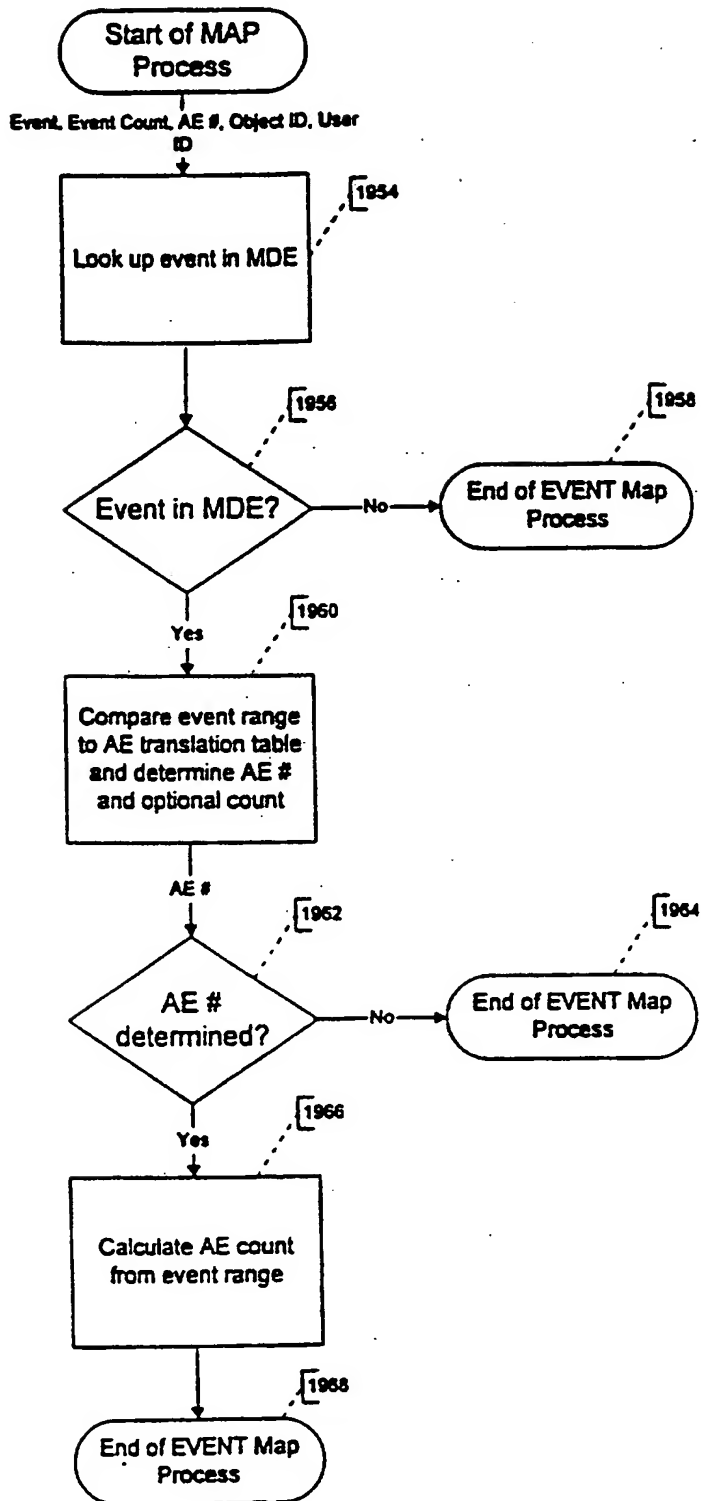 Start of MAP
Process
Event, Event Count, AE #, Object ID, User
ID
1954
Look up event in MDE
1956
1958
Event in MDE?
No
End of EVENT Map
Process
Yes
1960
Compare event range
to AE translation table
and determine AE #
and optional count
AE #
1962
1964
AE #
determined?
No
End of EVENT Map
Process
Yes
1966
Calculate AE count
from event range
1968
End of EVENT Map
Process